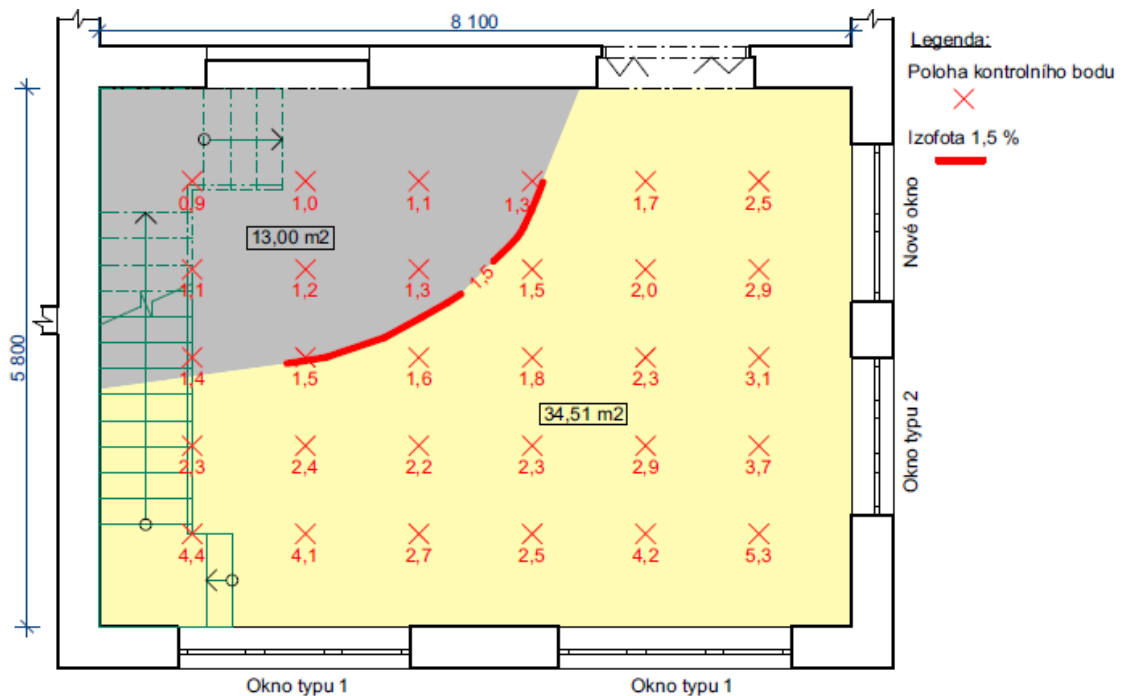 8 100
Legenda:
Poloha kontrolního bodu
Izofota 1,5 %
0,9 1,0 1,1 1,3 1,7 2,5
13,00 m2
Nové okno
1,1 1,2 1,3 1,5 1,5 2,0 2,9
5 800
1,4 1,5 1,6 1,8 2,3 3,1
34,51 m2
Okno typu 2
2,3 2,4 2,2 2,3 2,9 3,7
4,4 4,1 2,7 2,5 4,2 5,3
Okno typu 1 Okno typu 1